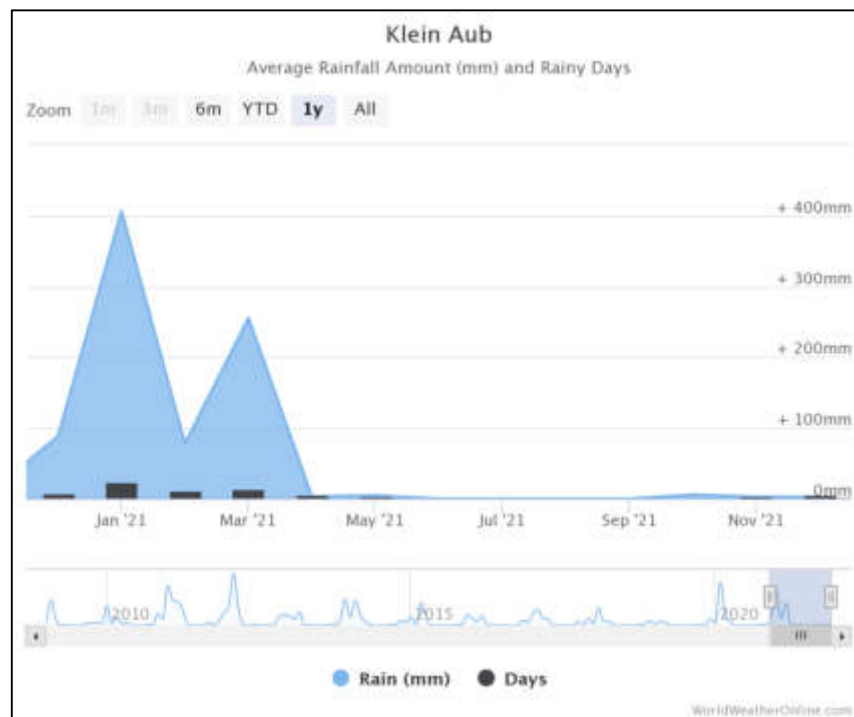 Klein Aub
Average Rainfall Amount (mm) and Rainy Days
Zoom 1m 3m 6m YTD 1y All
+ 400mm
+ 300mm
+ 200mm
+ 100mm
0mm
Jan '21 Mar '21 May '21 Jul '21 Sep '21 Nov '21
2010 2015 2020
Rain (mm) Days
WorldWeatherOnline.com